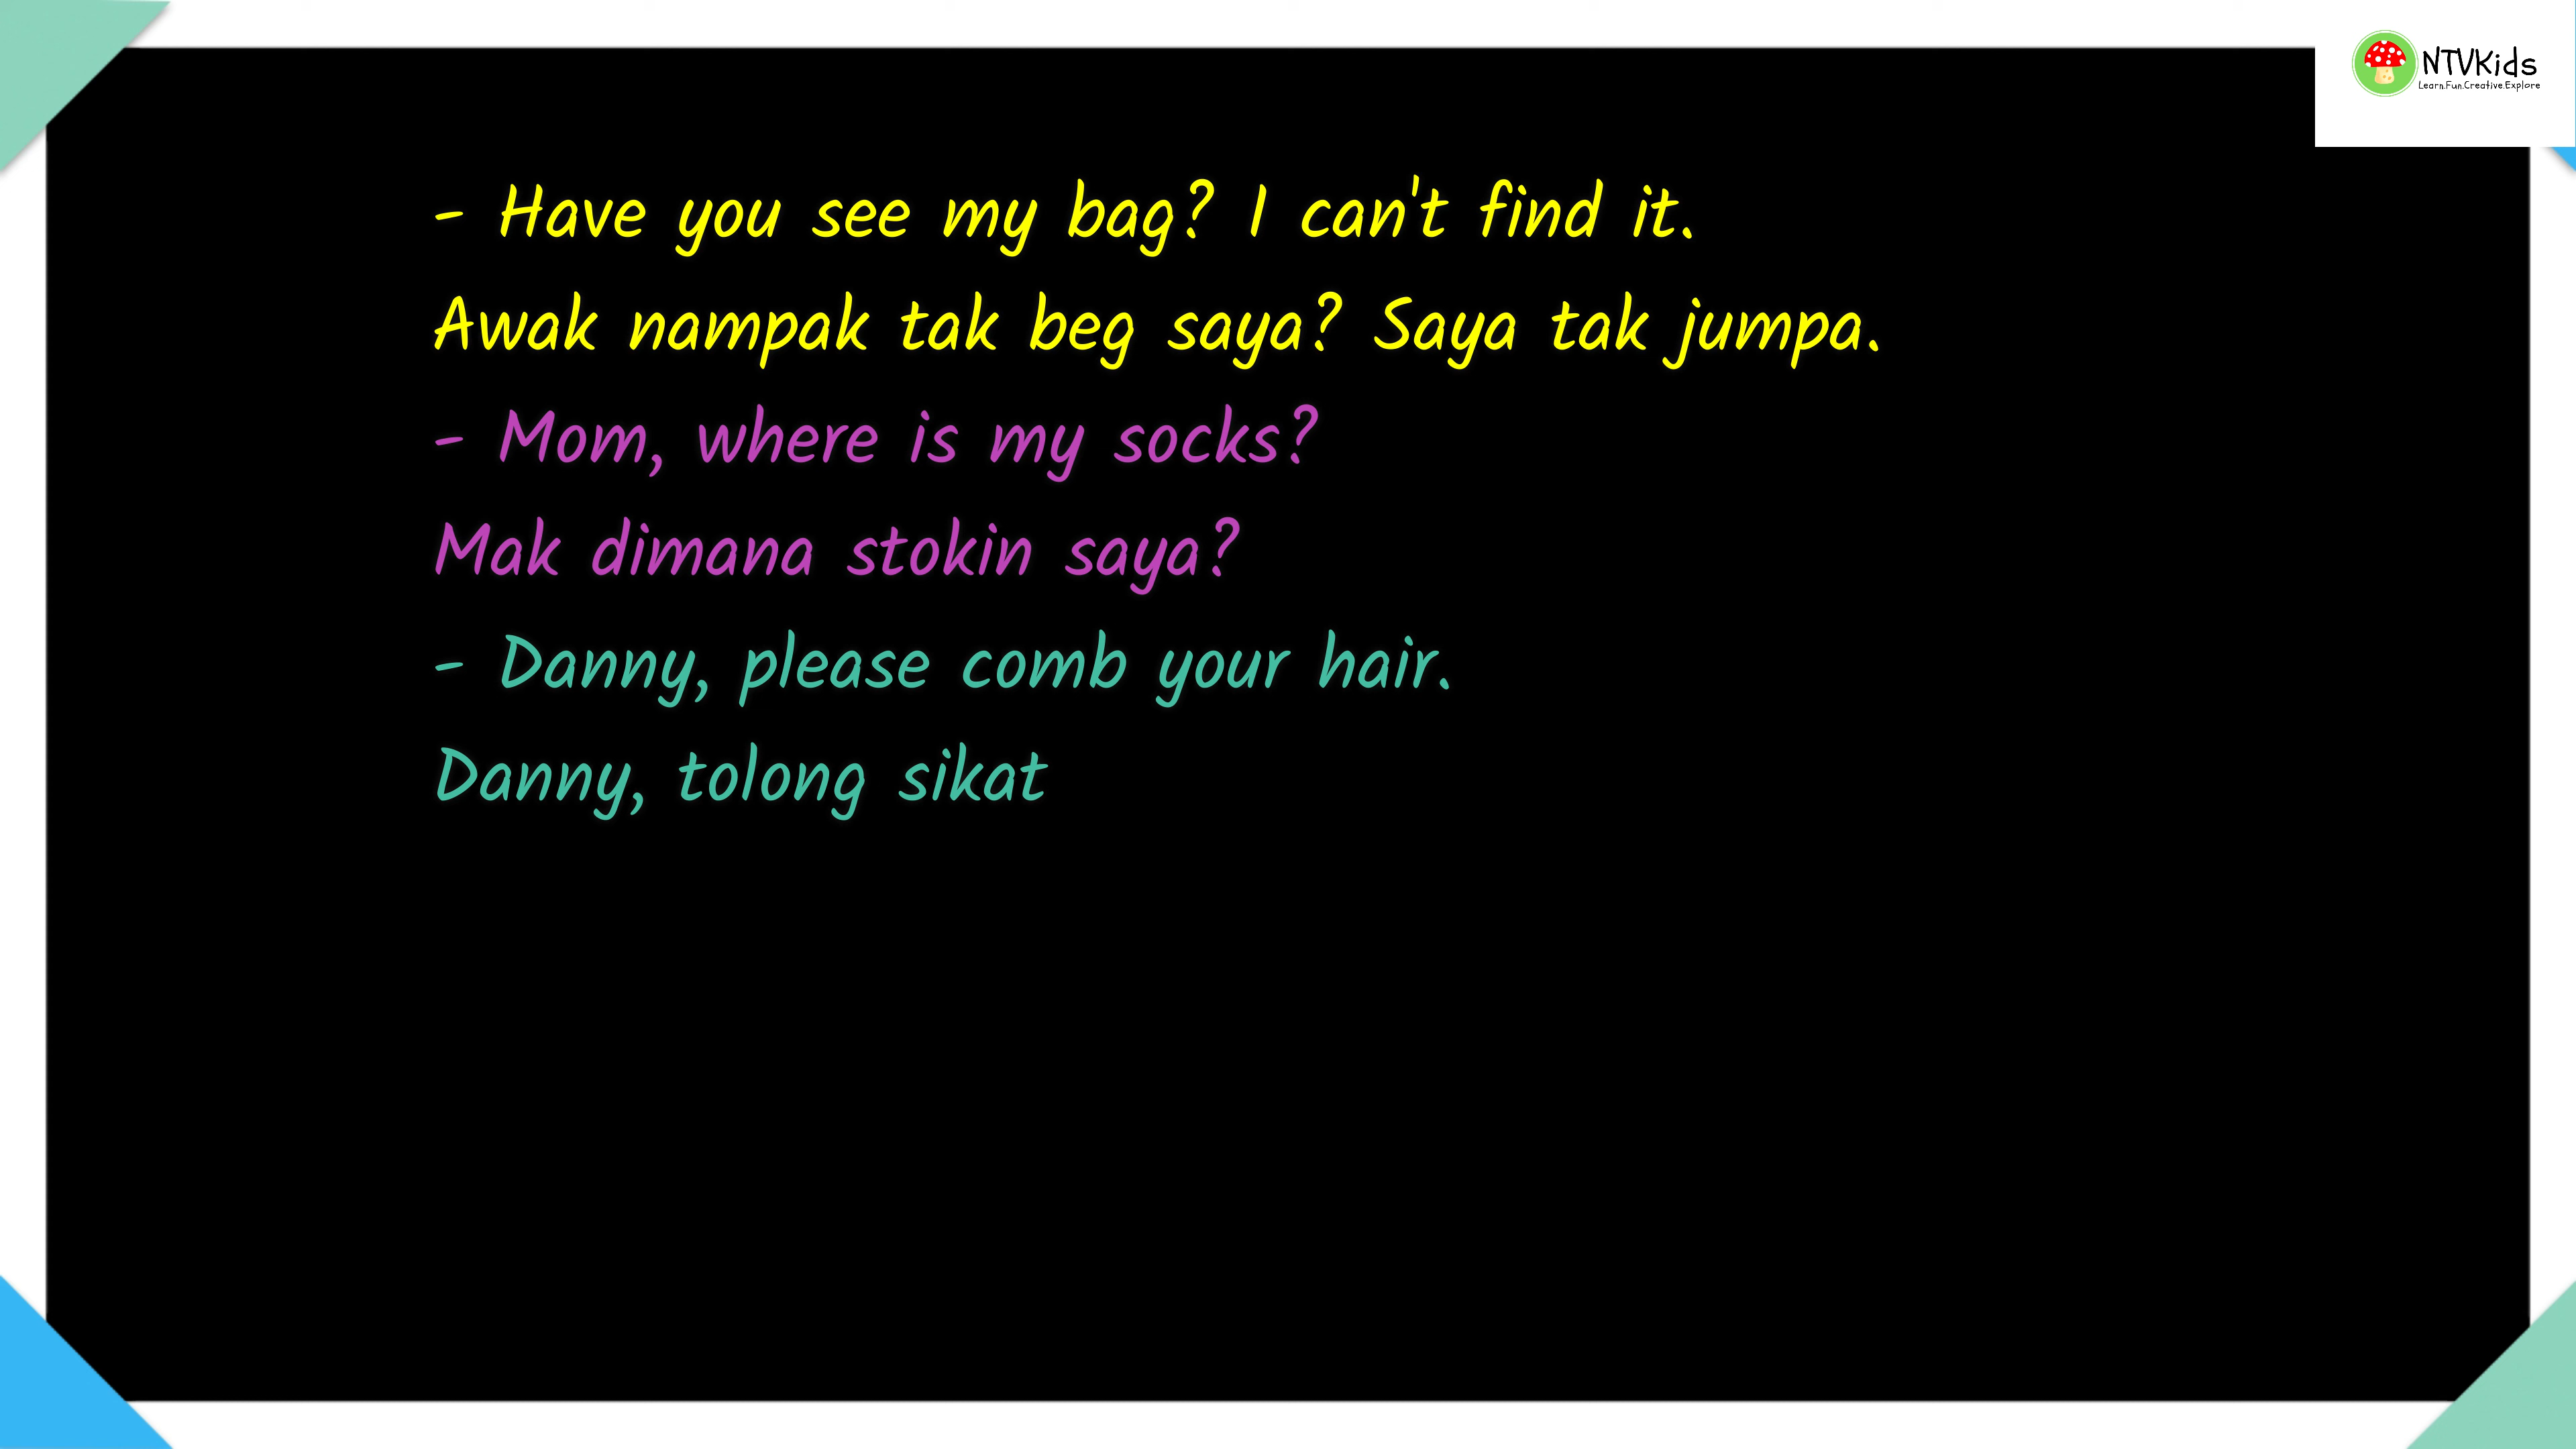 NTVKids
Learn.Fun.Creative.Explore
- Have you see my bag? I can't find it.
Awak nampak tak beg saya? Saya tak jumpa.
- Mom, where is my socks?
Mak dimana stokin saya?
- Danny, please comb your hair.
Danny, tolong sikat